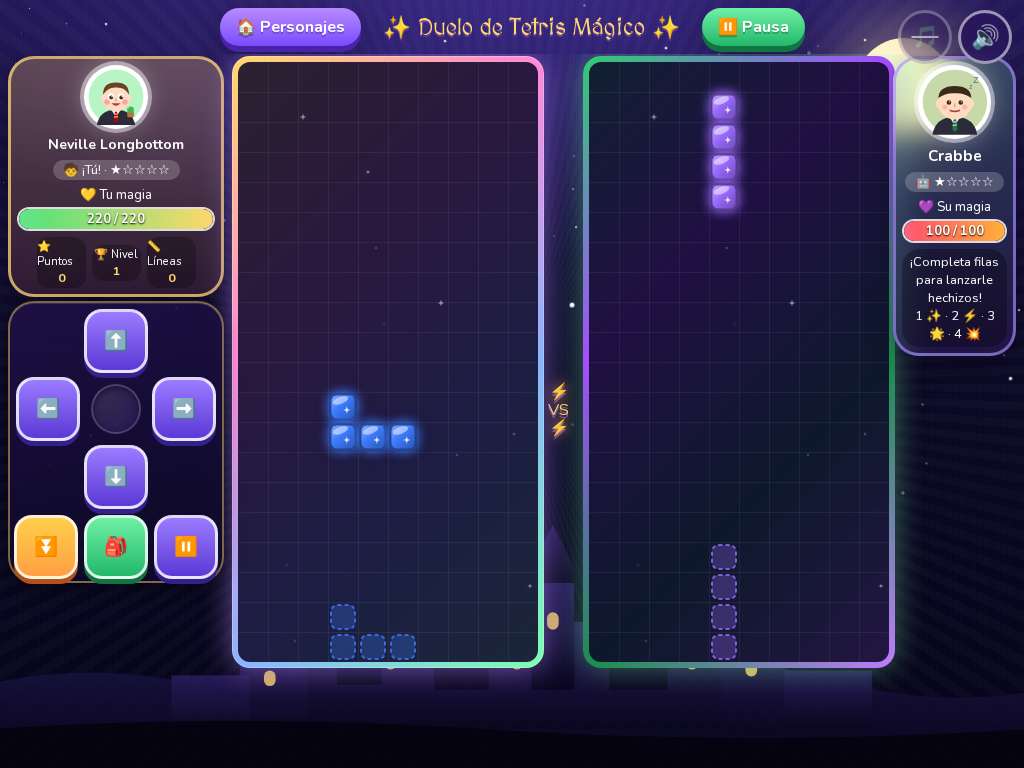 🏠 Personajes
✨ Duelo de Tetris Mágico ✨
⏸️ Pausa
Neville Longbottom
🧒 ¡Tú! · ★☆☆☆☆
💛 Tu magia
220 / 220
⭐ Puntos
0
🏆 Nivel
1
📏 Líneas
0
⚡
VS
⚡
z
z
Crabbe
🤖 ★☆☆☆☆
💜 Su magia
100 / 100
¡Completa filas
para lanzarle
hechizos!
1 ✨ · 2 ⚡ · 3
🌟 · 4 💥